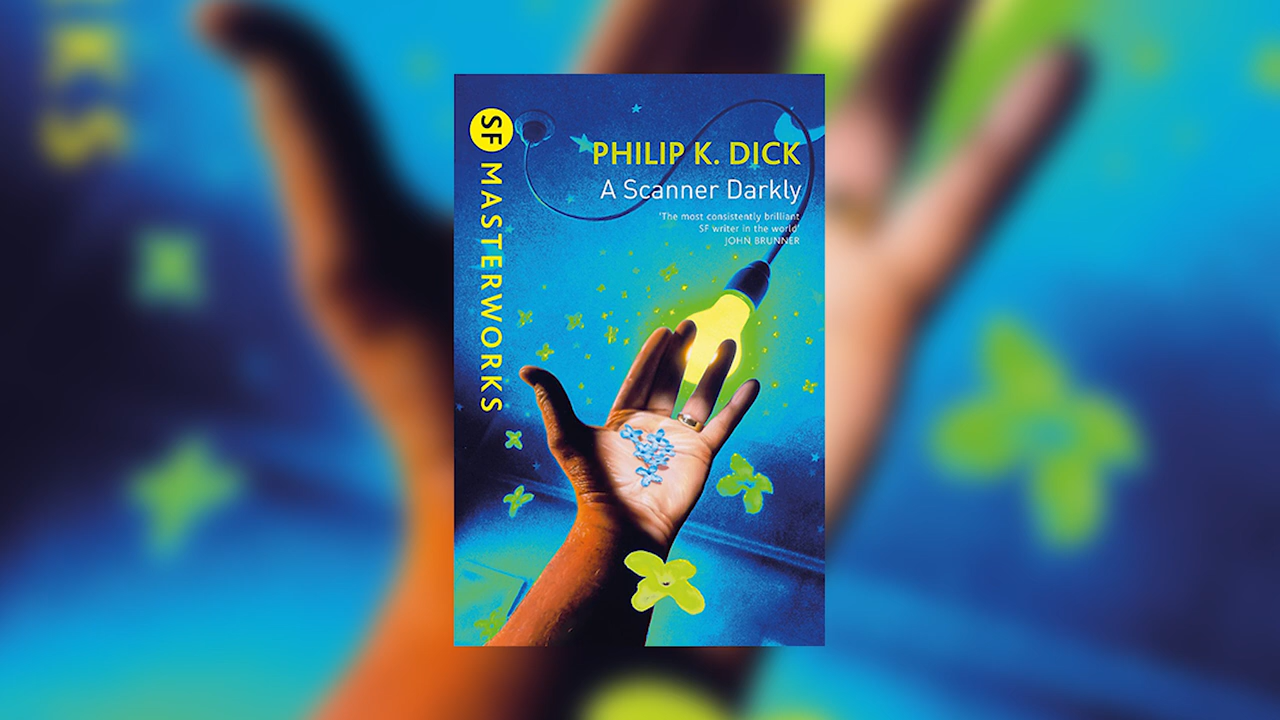 SF MASTERWORKS
PHILIP K. DICK
A Scanner Darkly
'The most consistently brilliant
SF writer in the world'
JOHN BRUNNER